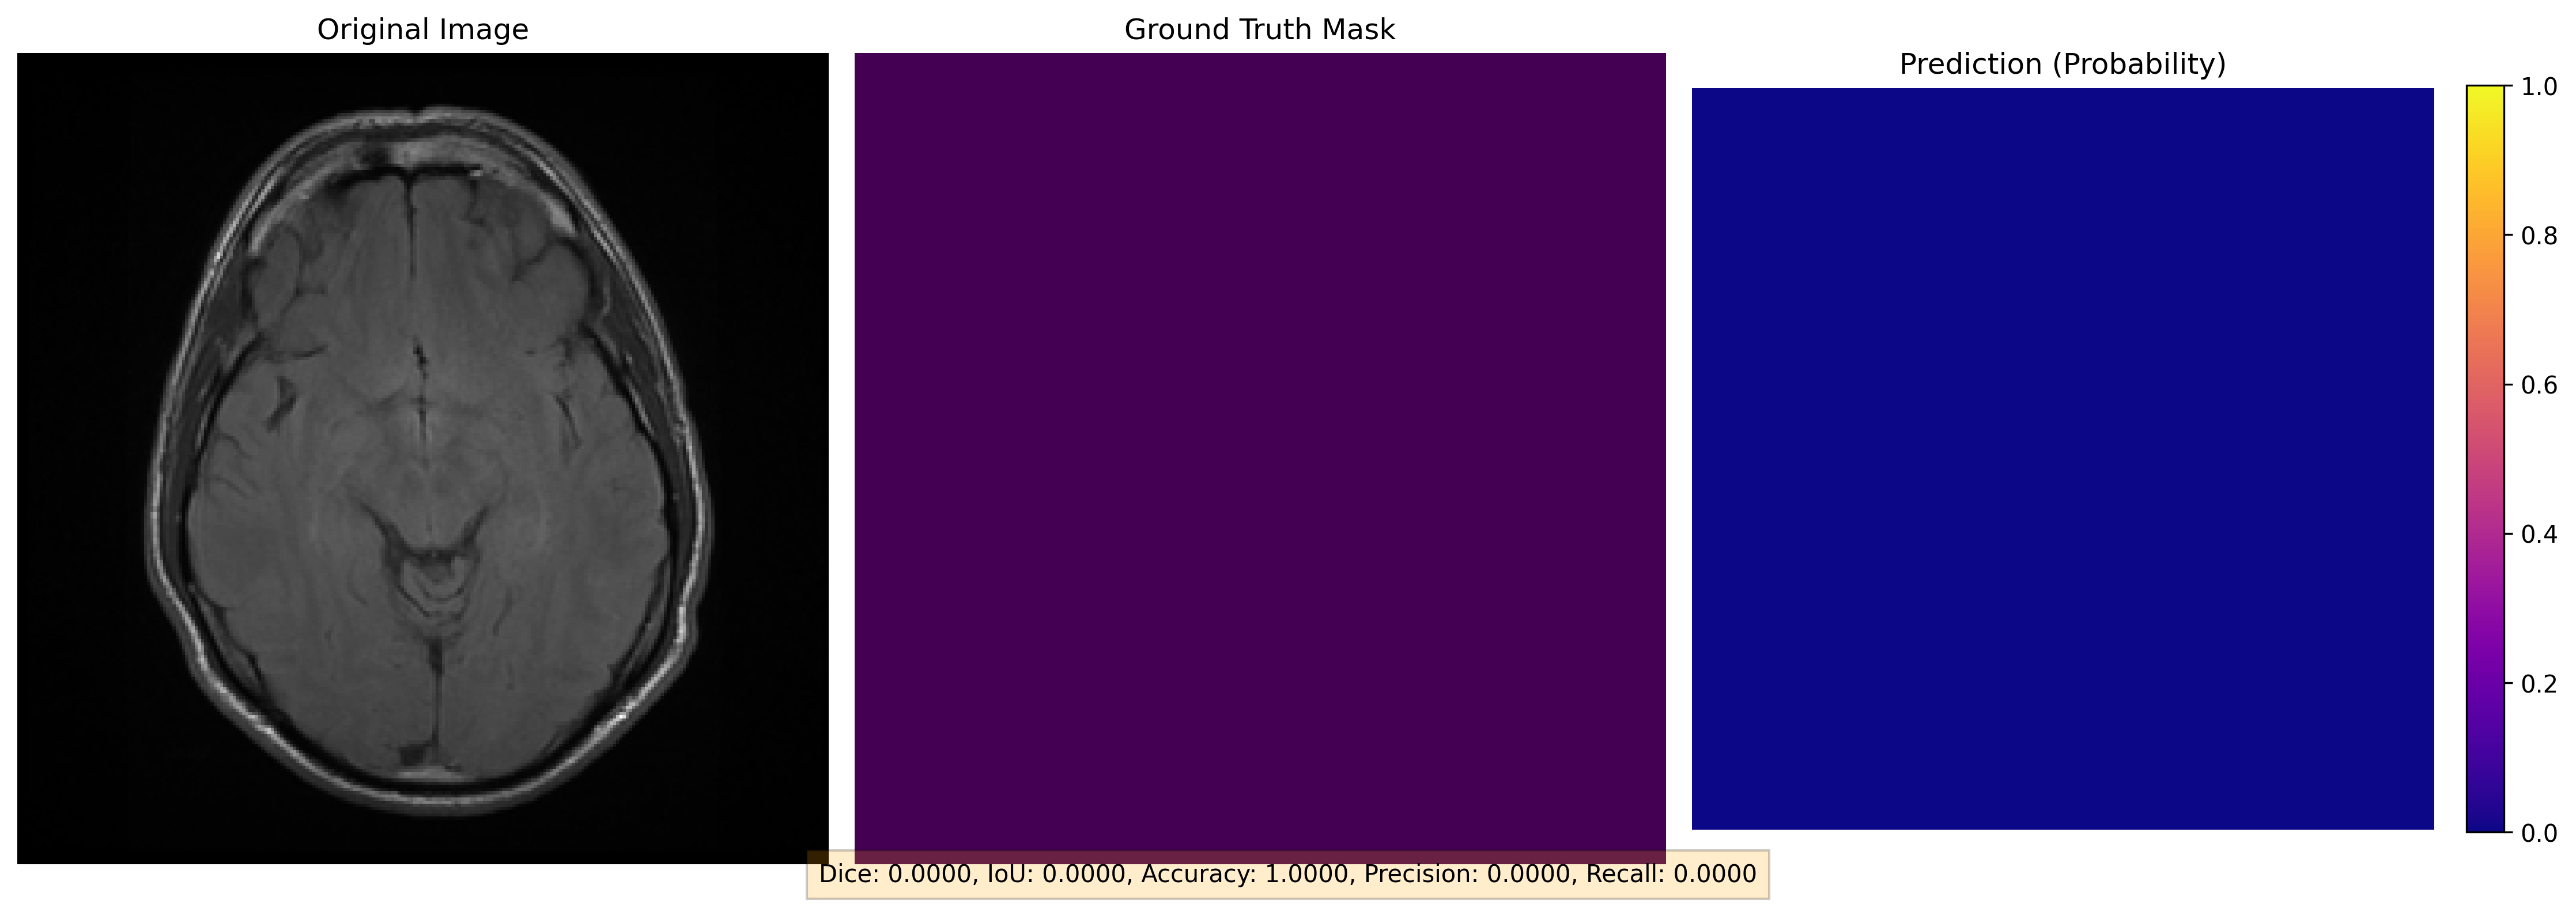 Original Image
Ground Truth Mask
Prediction (Probability)
1.0
0.8
0.6
0.4
0.2
0.0
Dice: 0.0000, IoU: 0.0000, Accuracy: 1.0000, Precision: 0.0000, Recall: 0.0000